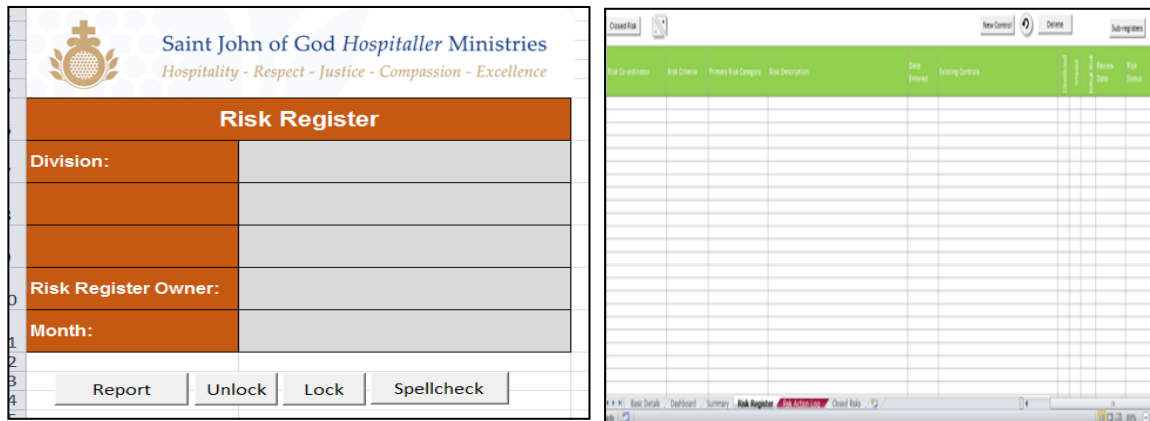 Saint John of God Hospitaller Ministries
Hospitality - Respect - Justice - Compassion - Excellence
Risk Register
Division:
Risk Register Owner:
Month:
Report Unlock Lock Spellcheck
Closed Risk New Control Delete Sub-registers
Risk Co-ordinator Risk Criteria Primary Risk Category Risk Description Date Entered Existing Controls Likelihood Impact Review Date Risk Status
Basic Details Dashboard Summary Risk Register Risk Action Log Closed Risks